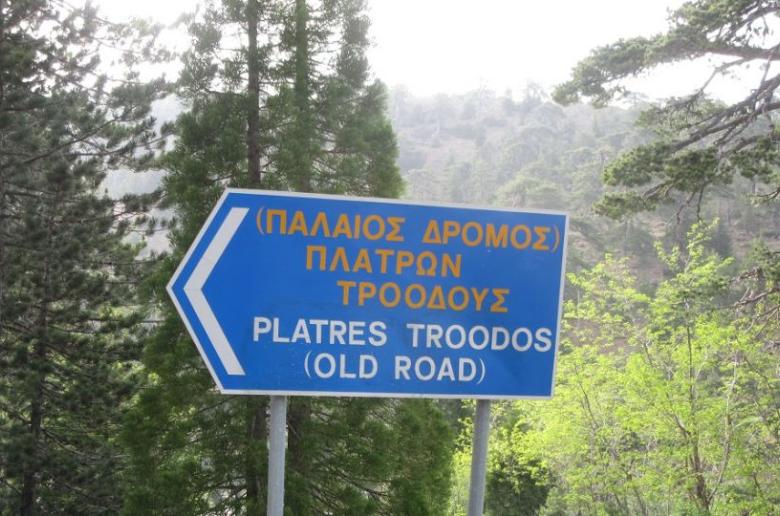 (ΠΑΛΑΙΟΣ ΔΡΟΜΟΣ)
ΠΛΑΤΡΩΝ
ΤΡΟΟΔΟΥΣ
PLATRES TROODOS
(OLD ROAD)